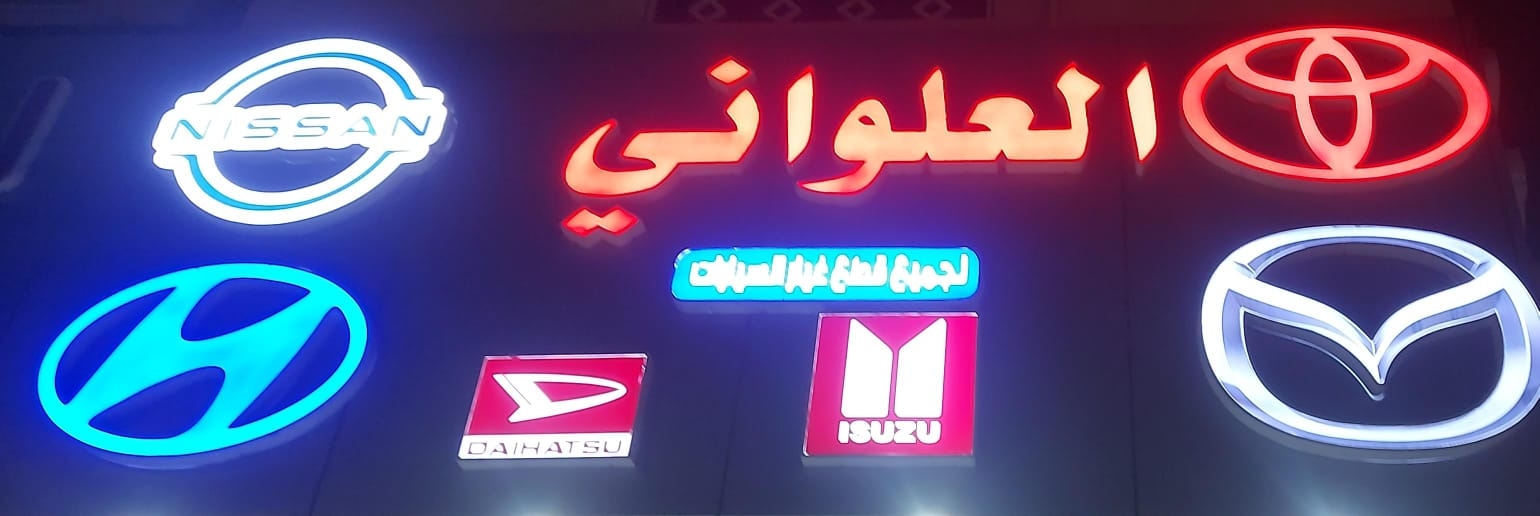 العلواني
NISSAN
لجميع قطع غيار السيارات
DAIHATSU
ISUZU